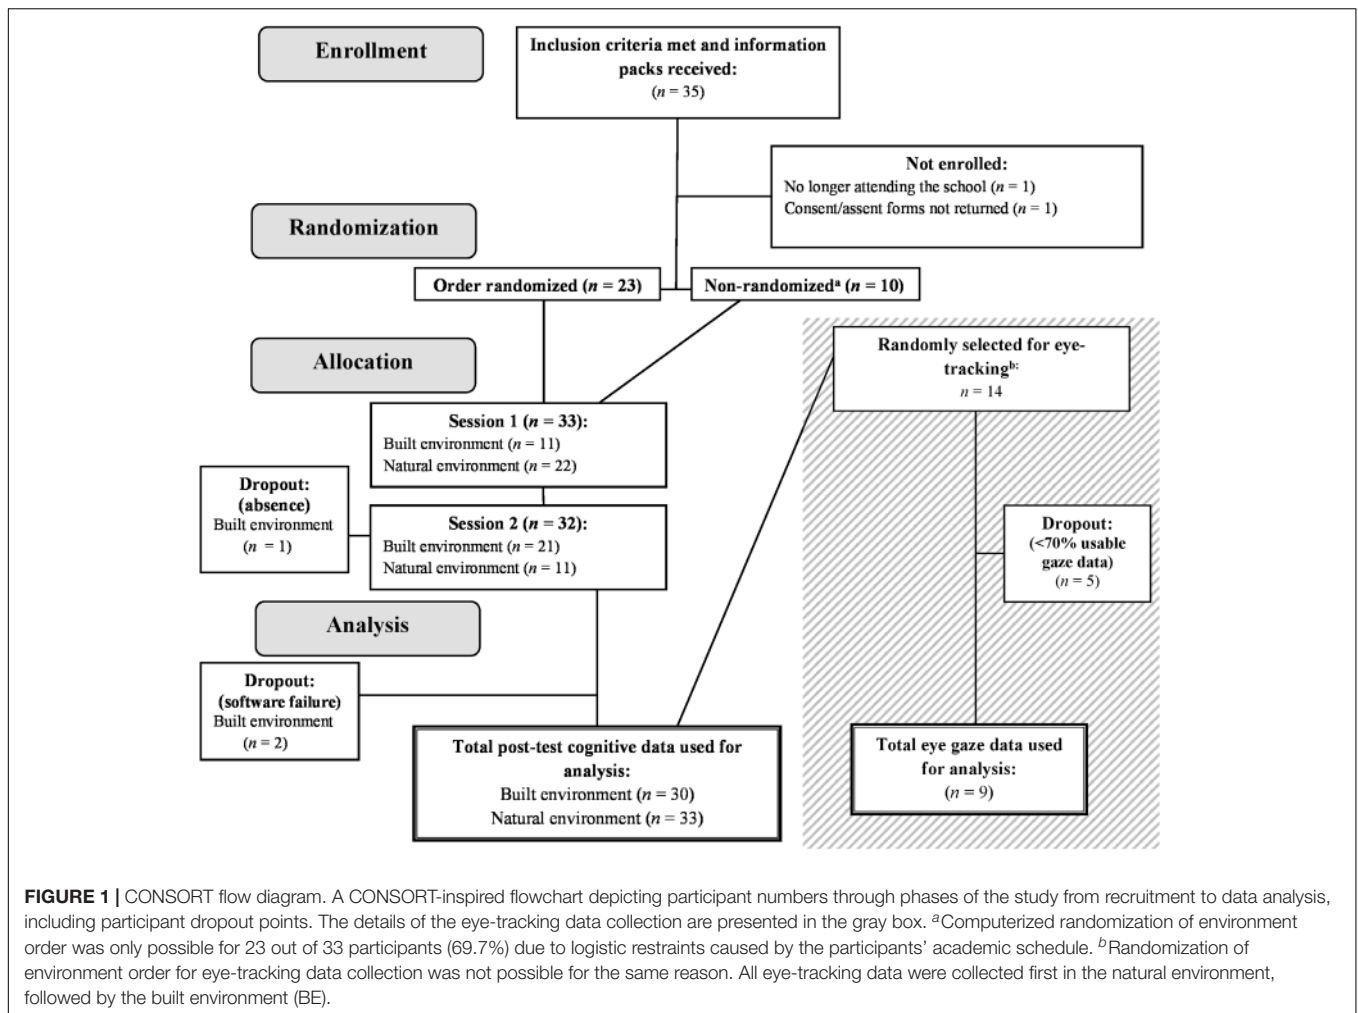 Enrollment
Inclusion criteria met and information
packs received:
(n = 35)
Not enrolled:
No longer attending the school (n = 1)
Consent/assent forms not returned (n = 1)
Randomization
Order randomized (n = 23)
Non-randomizedᵃ (n = 10)
Allocation
Randomly selected for eye-
trackingᵇ:
n = 14
Session 1 (n = 33):
Built environment (n = 11)
Natural environment (n = 22)
Dropout:
(absence)
Built environment
(n = 1)
Session 2 (n = 32):
Built environment (n = 21)
Natural environment (n = 11)
Dropout:
(<70% usable
gaze data)
(n = 5)
Analysis
Dropout:
(software failure)
Built environment
(n = 2)
Total post-test cognitive data used for
analysis:
Built environment (n = 30)
Natural environment (n = 33)
Total eye gaze data used
for analysis:
(n = 9)
FIGURE 1 | CONSORT flow diagram. A CONSORT-inspired flowchart depicting participant numbers through phases of the study from recruitment to data analysis,
including participant dropout points. The details of the eye-tracking data collection are presented in the gray box. ᵃComputerized randomization of environment
order was only possible for 23 out of 33 participants (69.7%) due to logistic restraints caused by the participants' academic schedule. ᵇRandomization of
environment order for eye-tracking data collection was not possible for the same reason. All eye-tracking data were collected first in the natural environment,
followed by the built environment (BE).